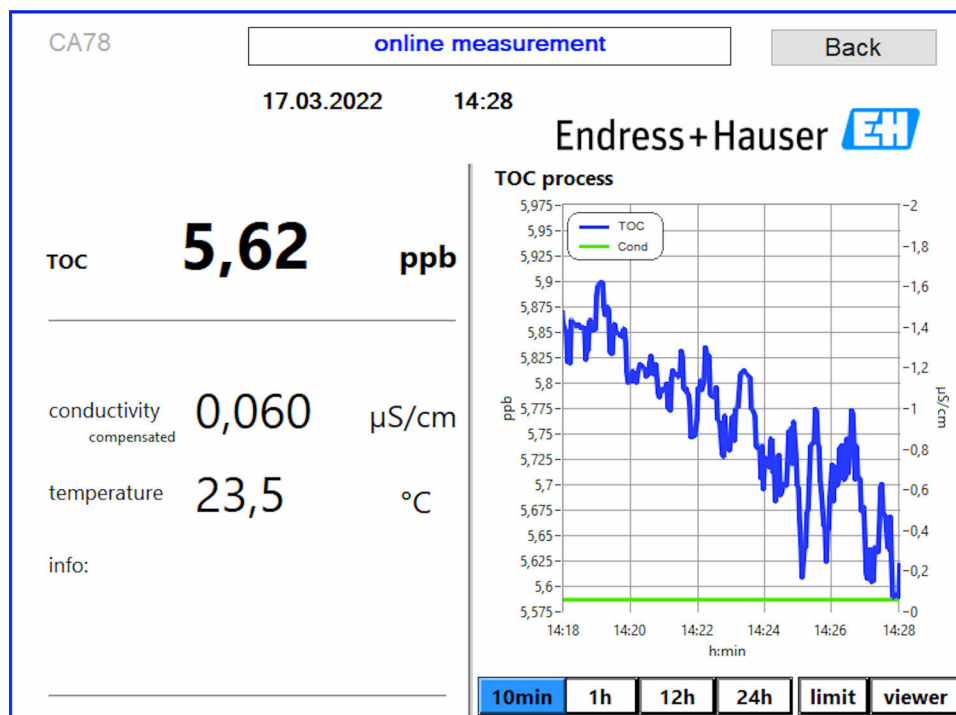 CA78
online measurement
Back
17.03.2022 14:28
Endress+Hauser EH
TOC 5,62 ppb
conductivity compensated 0,060 µS/cm
temperature 23,5 °C
info:
TOC process
TOC
Cond
5,975
5,95
5,925
5,9
5,875
5,85
5,825
5,8
5,775
5,75
5,725
5,7
5,675
5,65
5,625
5,6
5,575
ppb
2
1,8
1,6
1,4
1,2
1
0,8
0,6
0,4
0,2
0
µS/cm
14:18 14:20 14:22 14:24 14:26 14:28
h:min
10min 1h 12h 24h limit viewer